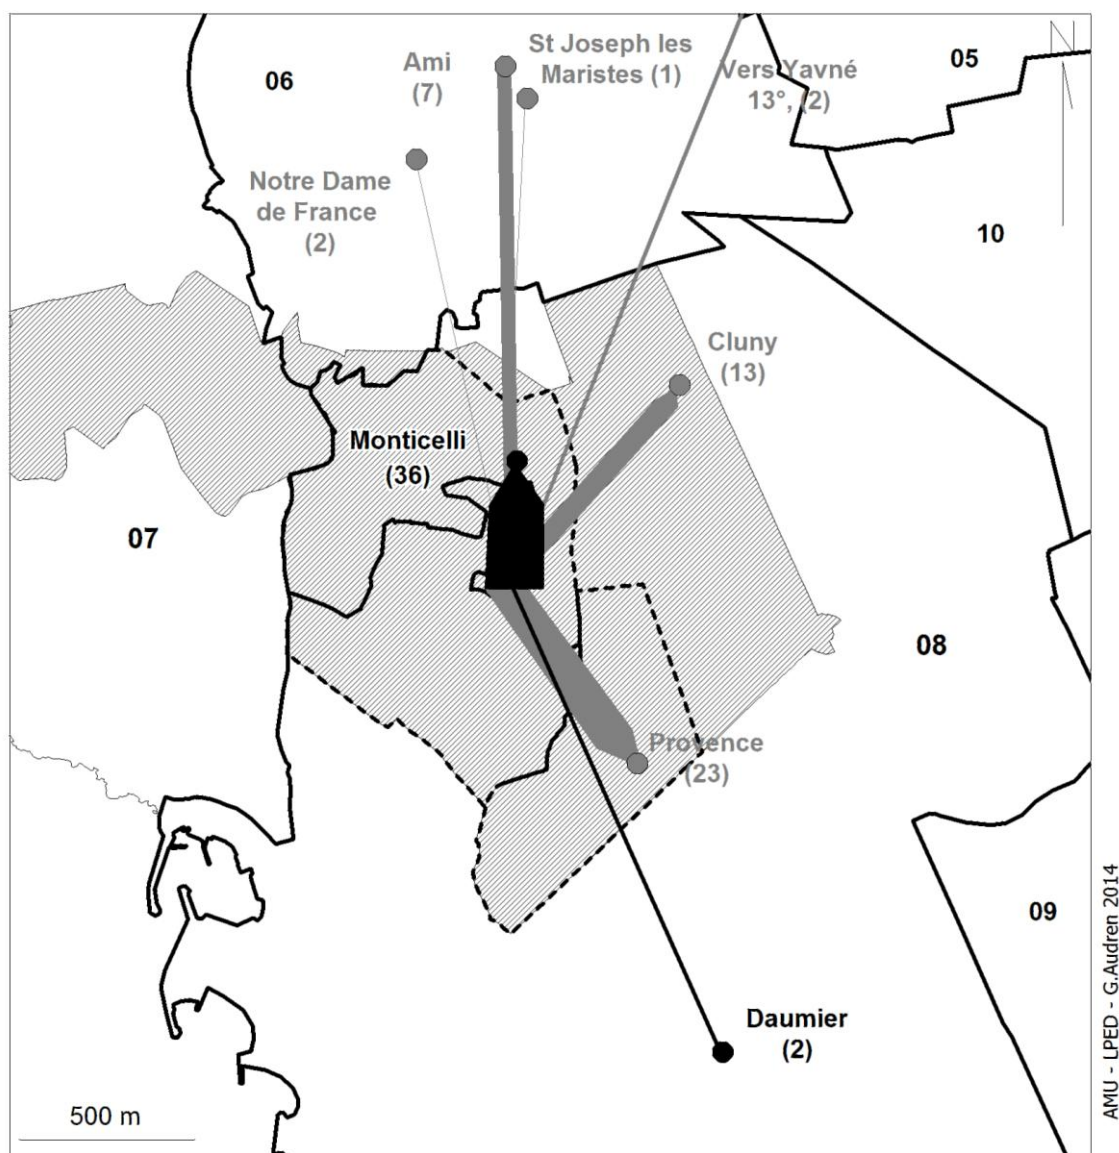 St Joseph les
Maristes (1)
Ami
(7)
06
Vers Yavné
13°, (2)
05
N
Notre Dame
de France
(2)
10
Cluny
(13)
Monticelli
(36)
07
08
Provence
(23)
09
Daumier
(2)
500 m
AMU - LPED - G.Audren 2014